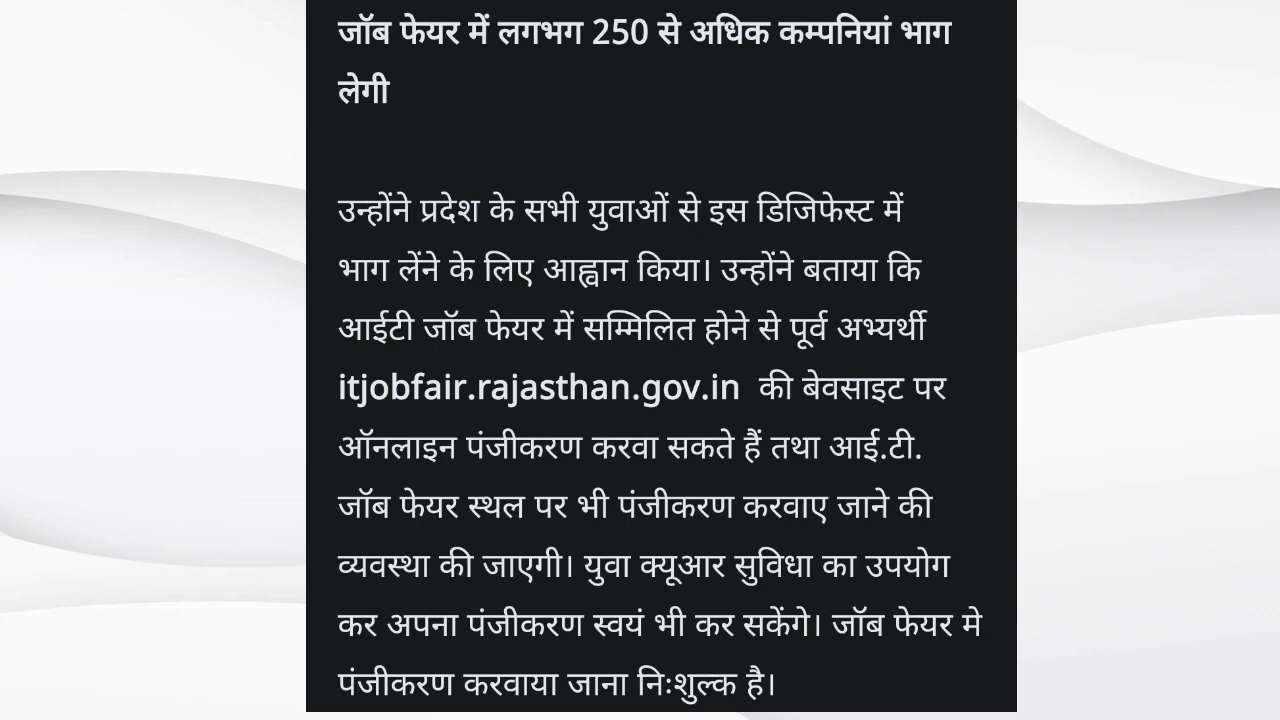 जॉब फेयर में लगभग 250 से अधिक कम्पनियां भाग
लेगी
उन्होंने प्रदेश के सभी युवाओं से इस डिजिफेस्ट में
भाग लेंने के लिए आह्वान किया। उन्होंने बताया कि
आईटी जॉब फेयर में सम्मिलित होने से पूर्व अभ्यर्थी
itjobfair.rajasthan.gov.in की बेवसाइट पर
ऑनलाइन पंजीकरण करवा सकते हैं तथा आई.टी.
जॉब फेयर स्थल पर भी पंजीकरण करवाए जाने की
व्यवस्था की जाएगी। युवा क्यूआर सुविधा का उपयोग
कर अपना पंजीकरण स्वयं भी कर सकेंगे। जॉब फेयर मे
पंजीकरण करवाया जाना निःशुल्क है।